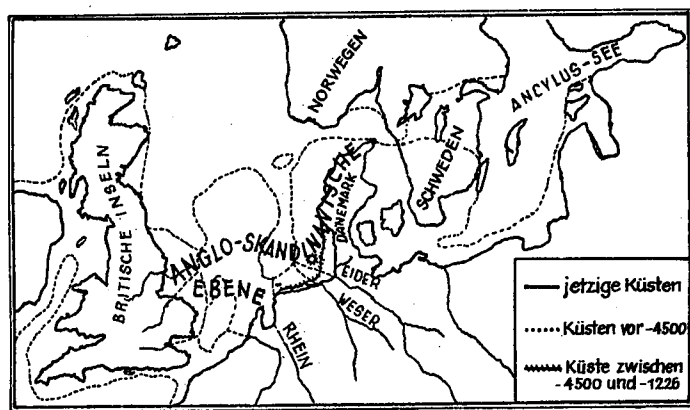 NORWEGEN
ANCYLUS-SEE
BRITISCHE INSELN
SCHWEDEN
DÄNEMARK
ANGLO-SKANDINAVISCHE
EBENE
EIDER
WESER
RHEIN
jetzige Küsten
Küsten vor -4500
Küste zwischen
-4500 und -1226